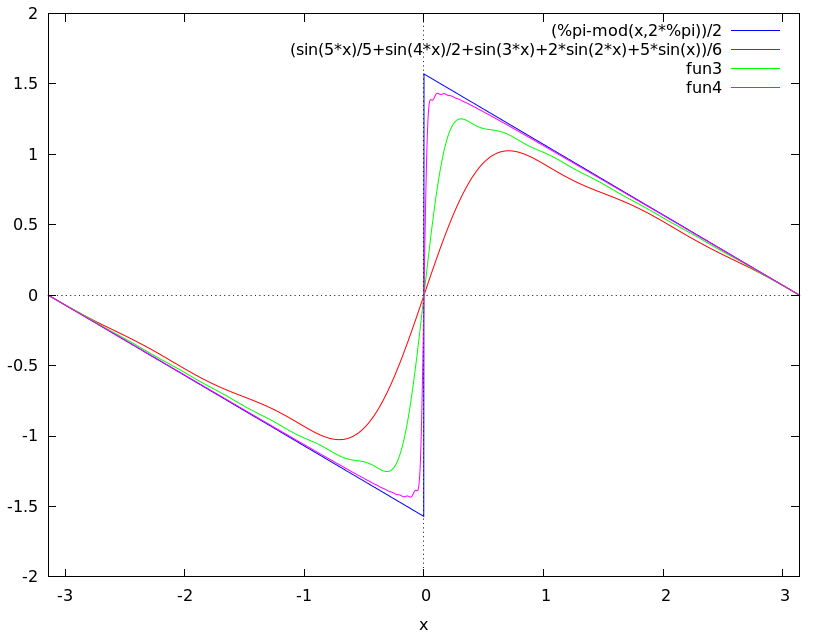 2
(%pi-mod(x,2*%pi))/2
(sin(5*x)/5+sin(4*x)/2+sin(3*x)+2*sin(2*x)+5*sin(x))/6
fun3
fun4
1.5
1
0.5
0
-0.5
-1
-1.5
-2
-3 -2 -1 0 1 2 3
x